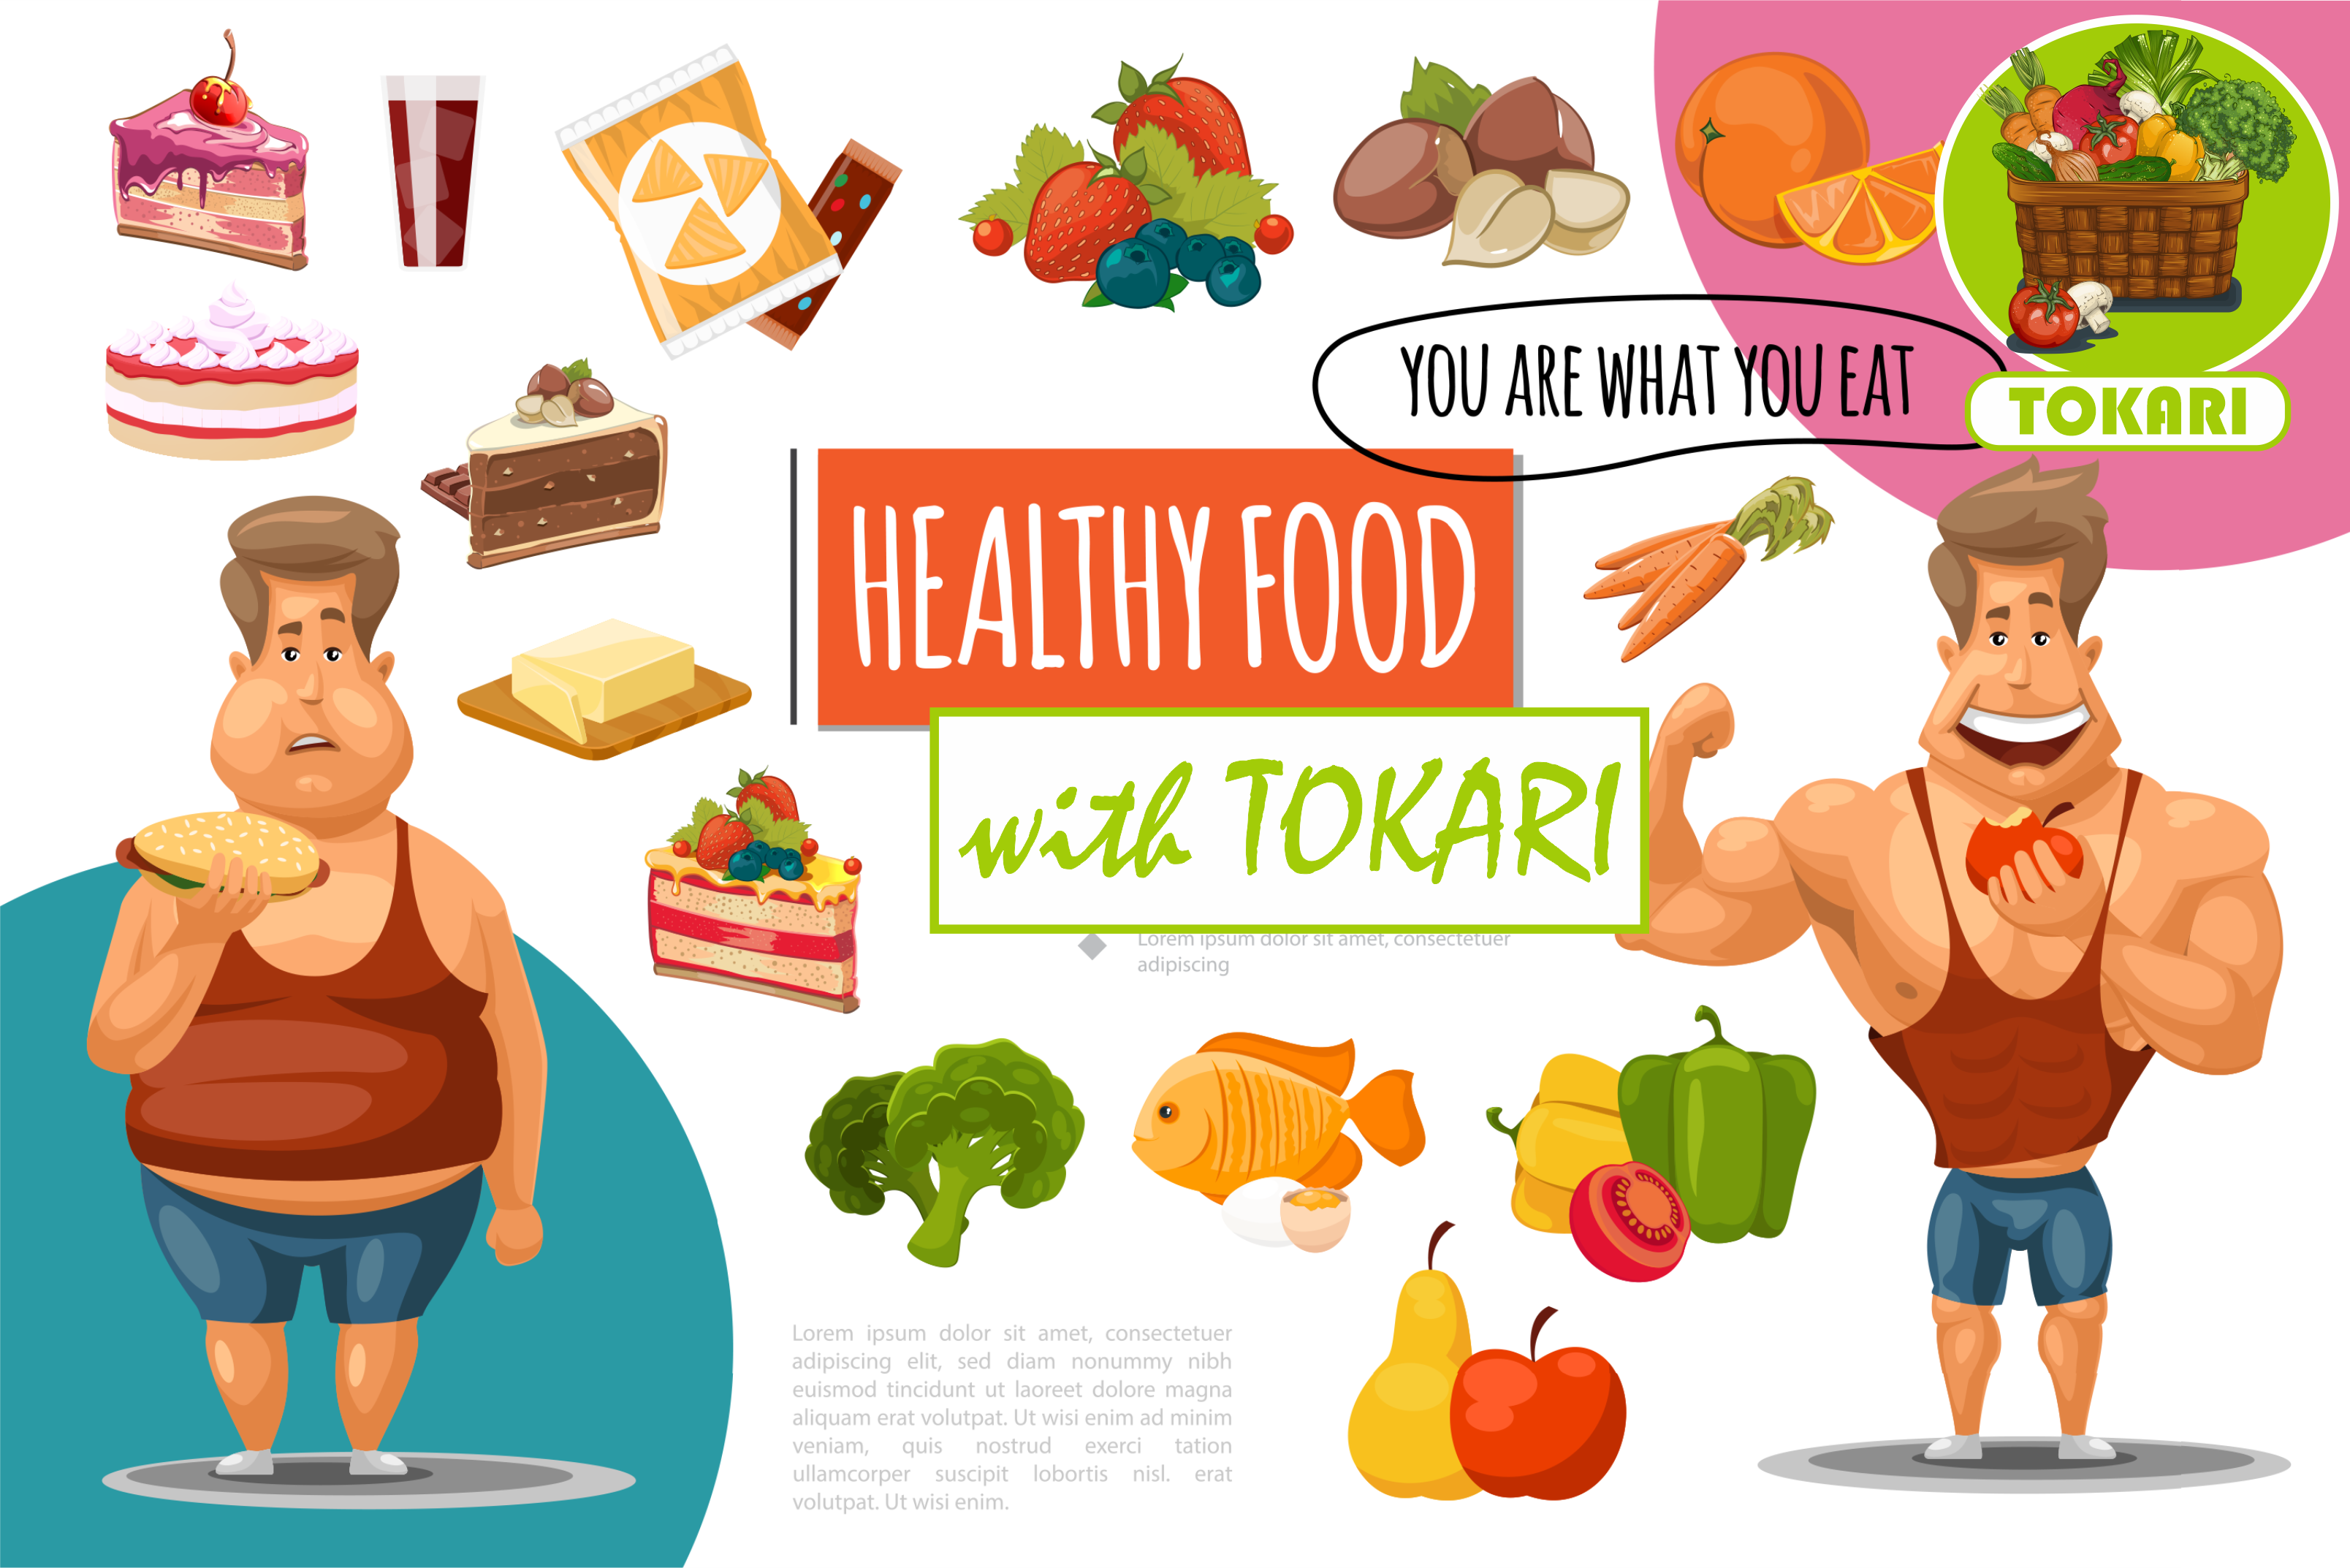 YOU ARE WHAT YOU EAT
TOKARI
HEALTHY FOOD
with TOKARI
Lorem ipsum dolor sit amet, consectetuer
adipiscing
Lorem ipsum dolor sit amet, consectetuer
adipiscing elit, sed diam nonummy nibh
euismod tincidunt ut laoreet dolore magna
aliquam erat volutpat. Ut wisi enim ad minim
veniam, quis nostrud exerci tation
ullamcorper suscipit lobortis nisl. erat
volutpat. Ut wisi enim.